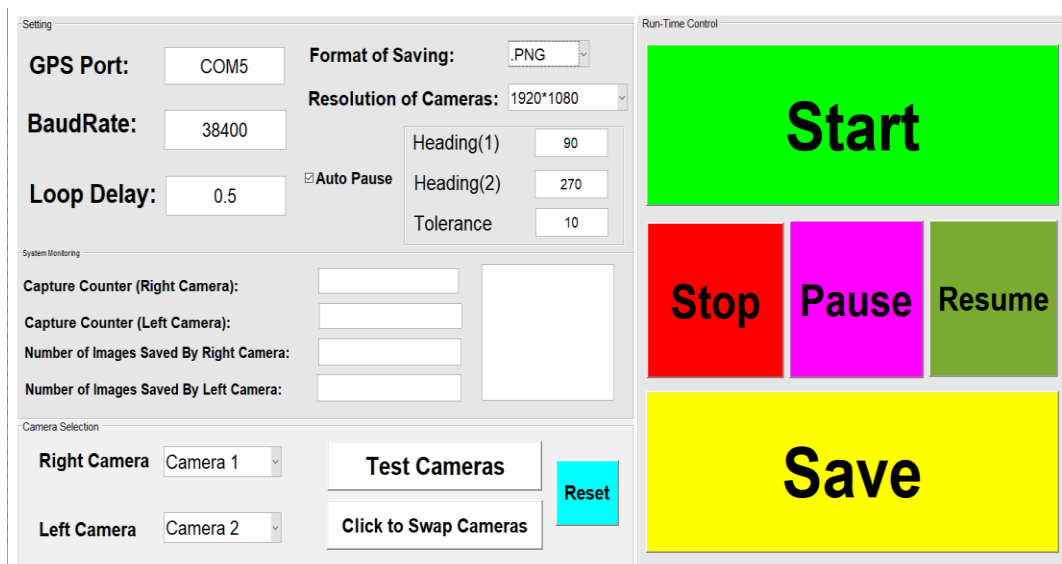 Setting
GPS Port: COM5
Format of Saving: .PNG
Resolution of Cameras: 1920*1080
BaudRate: 38400
Heading(1) 90
Auto Pause
Heading(2) 270
Loop Delay: 0.5
Tolerance 10
System Monitoring
Capture Counter (Right Camera):
Capture Counter (Left Camera):
Number of Images Saved By Right Camera:
Number of Images Saved By Left Camera:
Camera Selection
Right Camera Camera 1
Test Cameras
Reset
Left Camera Camera 2
Click to Swap Cameras
Run-Time Control
Start
Stop Pause Resume
Save